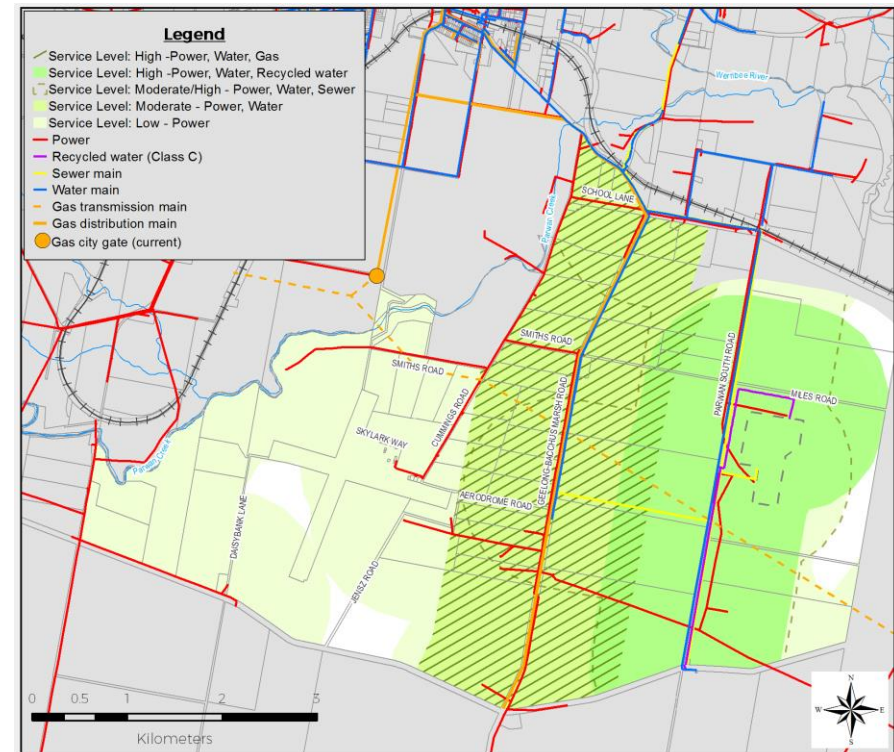 Legend
Service Level: High -Power, Water, Gas
Service Level: High -Power, Water, Recycled water
Service Level: Moderate/High - Power, Water, Sewer
Service Level: Moderate - Power, Water
Service Level: Low - Power
Power
Recycled water (Class C)
Sewer main
Water main
Gas transmission main
Gas distribution main
Gas city gate (current)
Werribee River
SCHOOL LANE
Parwan Creek
SMITHS ROAD
SMITHS ROAD
PARWAN SOUTH ROAD
MILES ROAD
CUMMINGS ROAD
GEELONG-BACCHUS MARSH ROAD
SKYLARK WAY
Parwan Creek
AERODROME ROAD
DAISYBANK LANE
JENSZ ROAD
0 0.5 1 2 3
Kilometers
N
W E
S